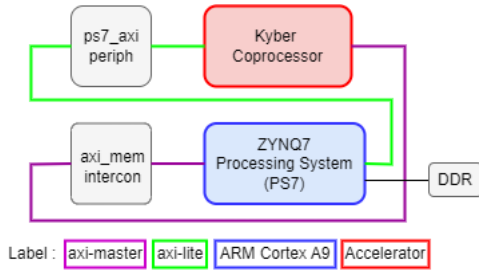 ps7_axi
periph
Kyber
Coprocessor
axi_mem
intercon
ZYNQ7
Processing System
(PS7)
DDR
Label : axi-master axi-lite ARM Cortex A9 Accelerator